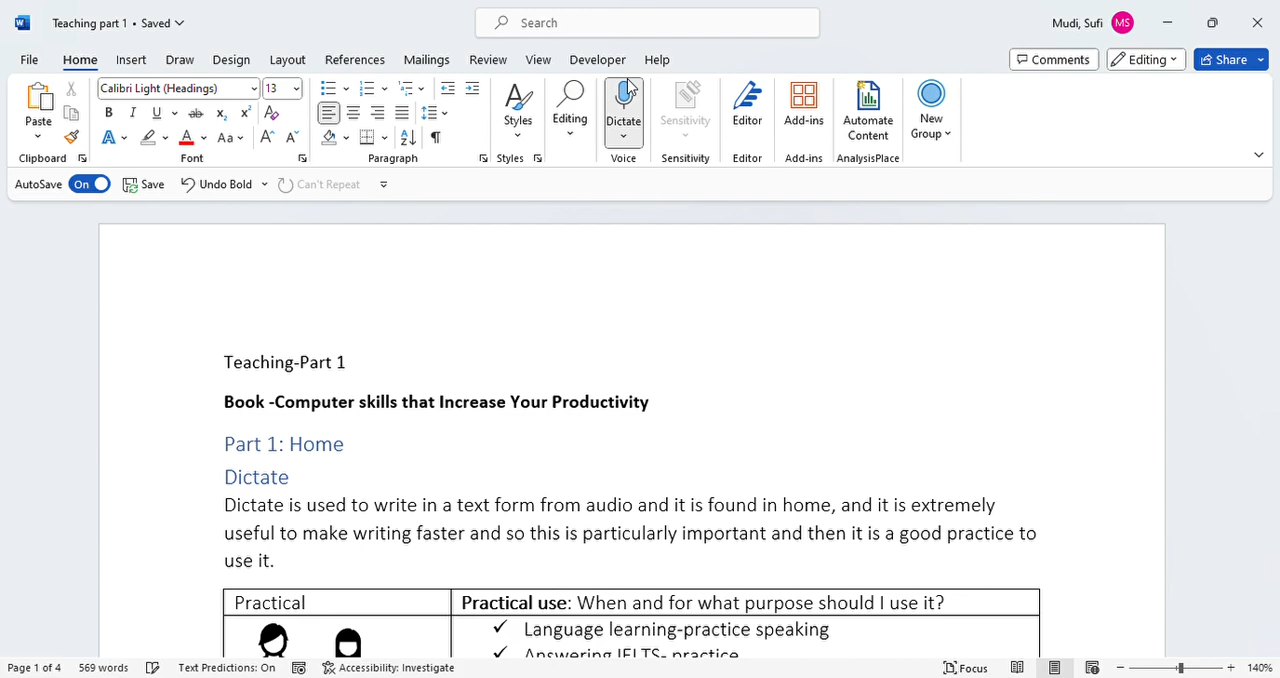 Teaching part 1 • Saved
Search
Mudi, Sufi MS
File Home Insert Draw Design Layout References Mailings Review View Developer Help Comments Editing Share
Paste
Calibri Light (Headings) 13
B I U ab x₂ x² A
A A Aa A A
Styles
Editing
Dictate
Sensitivity
Editor
Add-ins
Automate Content
New Group
Clipboard Font Paragraph Styles Voice Sensitivity Editor Add-ins AnalysisPlace
AutoSave On Save Undo Bold Can't Repeat
Teaching-Part 1
Book -Computer skills that Increase Your Productivity
Part 1: Home
Dictate
Dictate is used to write in a text form from audio and it is found in home, and it is extremely
useful to make writing faster and so this is particularly important and then it is a good practice to
use it.
Practical Practical use: When and for what purpose should I use it?
✓ Language learning-practice speaking
✓ Answering IELTS- practice
Page 1 of 4 569 words Text Predictions: On Accessibility: Investigate Focus 140%